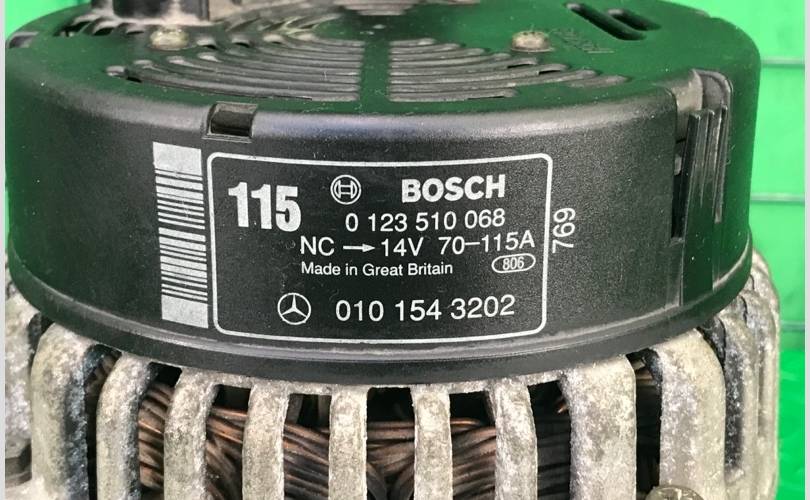 115 BOSCH
0 123 510 068
NC → 14V 70-115A
Made in Great Britain 806
010 154 3202
769